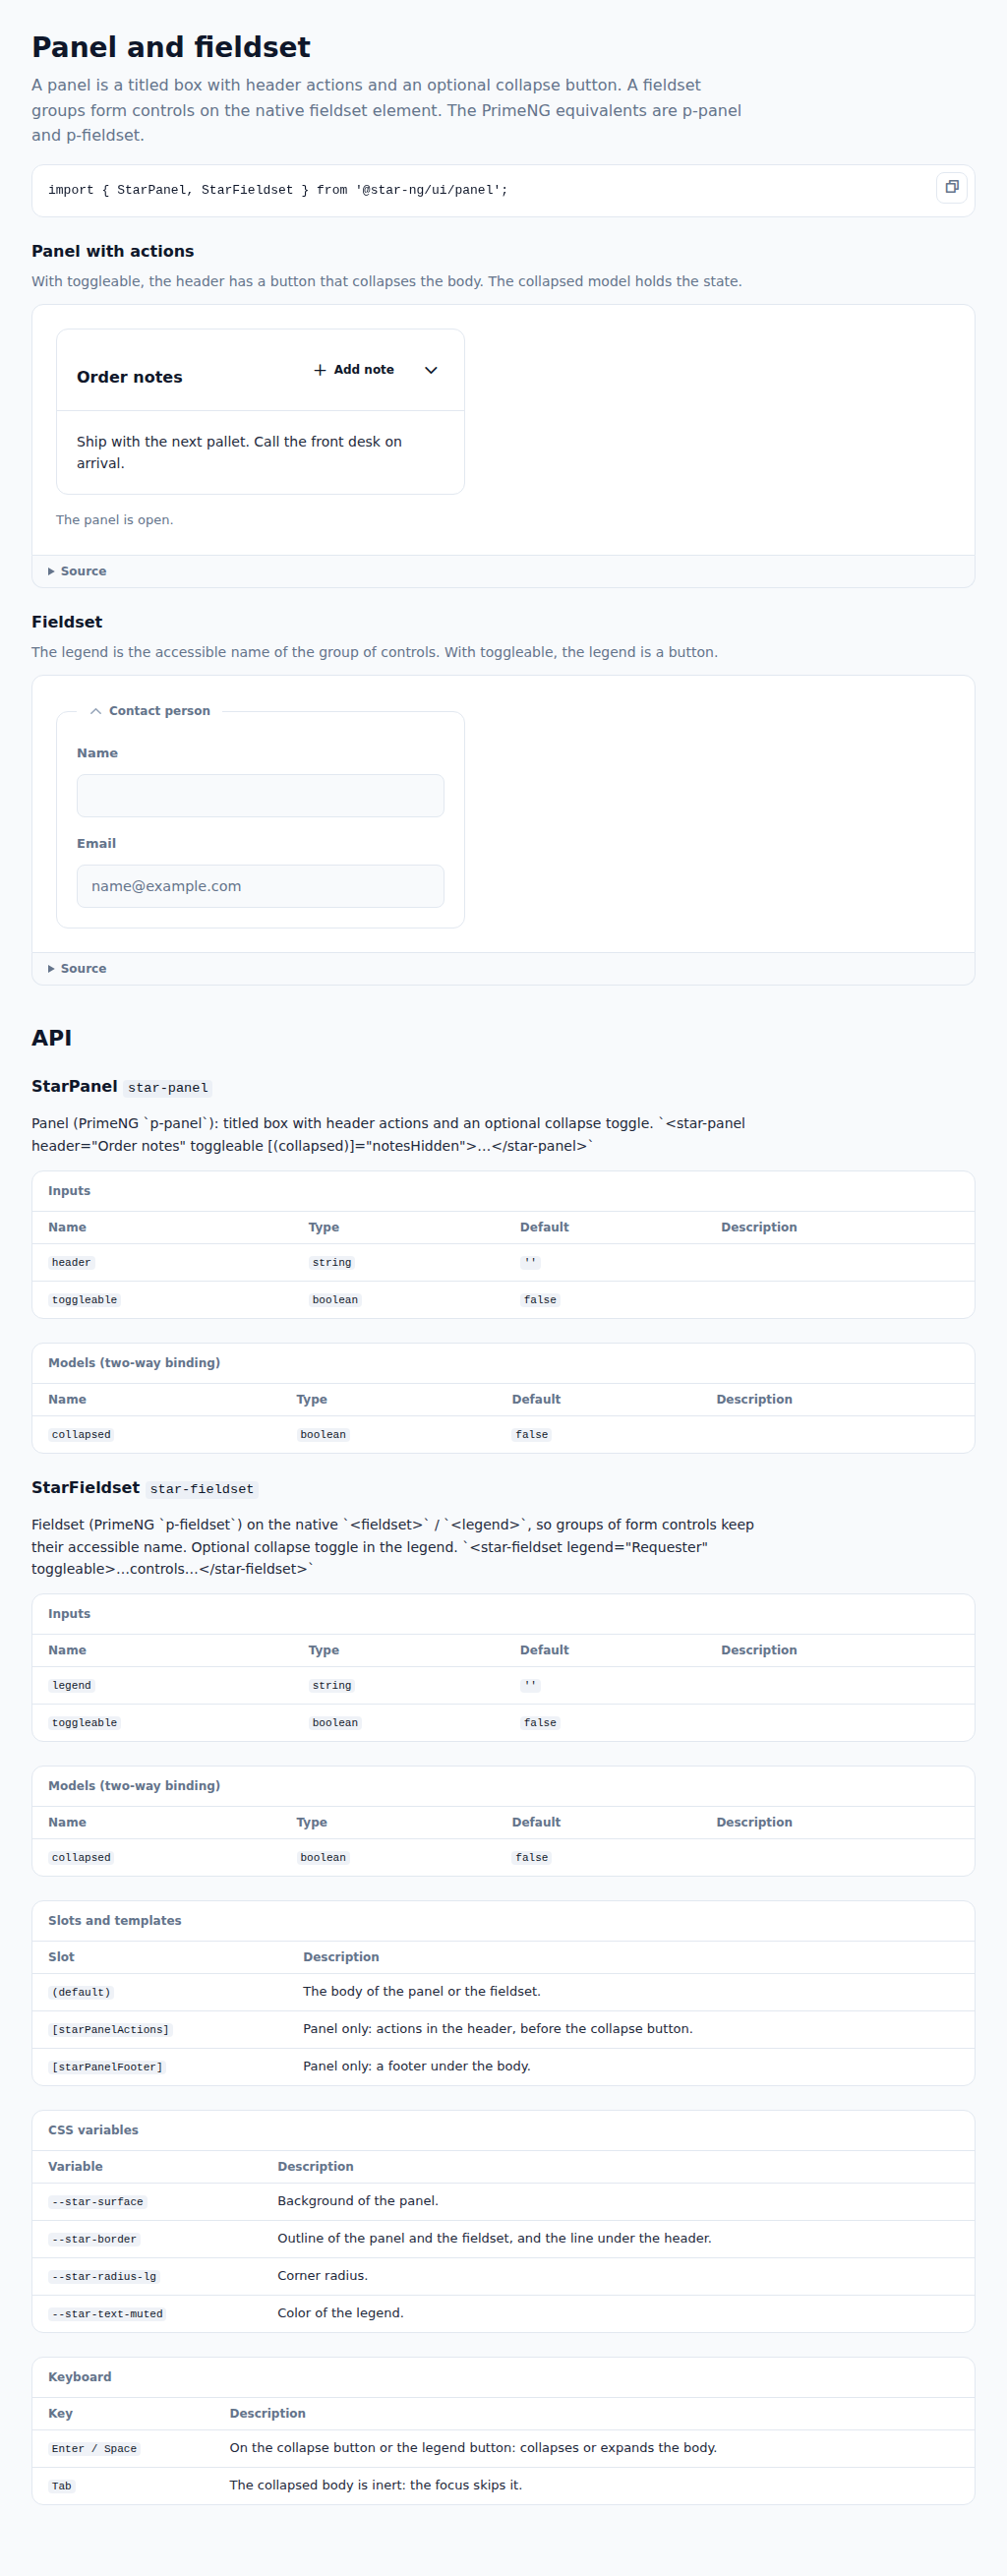 Panel and fieldset
A panel is a titled box with header actions and an optional collapse button. A fieldset
groups form controls on the native fieldset element. The PrimeNG equivalents are p-panel
and p-fieldset.
import { StarPanel, StarFieldset } from '@star-ng/ui/panel';
Panel with actions
With toggleable, the header has a button that collapses the body. The collapsed model holds the state.
Order notes
Add note
Ship with the next pallet. Call the front desk on
arrival.
The panel is open.
Source
Fieldset
The legend is the accessible name of the group of controls. With toggleable, the legend is a button.
Contact person
Name
Email
name@example.com
Source
API
StarPanel star-panel
Panel (PrimeNG `p-panel`): titled box with header actions and an optional collapse toggle. `<star-panel
header="Order notes" toggleable [(collapsed)]="notesHidden">…</star-panel>`
Inputs
Name Type Default Description
header string ''
toggleable boolean false
Models (two-way binding)
Name Type Default Description
collapsed boolean false
StarFieldset star-fieldset
Fieldset (PrimeNG `p-fieldset`) on the native `<fieldset>` / `<legend>`, so groups of form controls keep
their accessible name. Optional collapse toggle in the legend. `<star-fieldset legend="Requester"
toggleable>…controls…</star-fieldset>`
Inputs
Name Type Default Description
legend string ''
toggleable boolean false
Models (two-way binding)
Name Type Default Description
collapsed boolean false
Slots and templates
Slot Description
(default) The body of the panel or the fieldset.
[starPanelActions] Panel only: actions in the header, before the collapse button.
[starPanelFooter] Panel only: a footer under the body.
CSS variables
Variable Description
--star-surface Background of the panel.
--star-border Outline of the panel and the fieldset, and the line under the header.
--star-radius-lg Corner radius.
--star-text-muted Color of the legend.
Keyboard
Key Description
Enter / Space On the collapse button or the legend button: collapses or expands the body.
Tab The collapsed body is inert: the focus skips it.